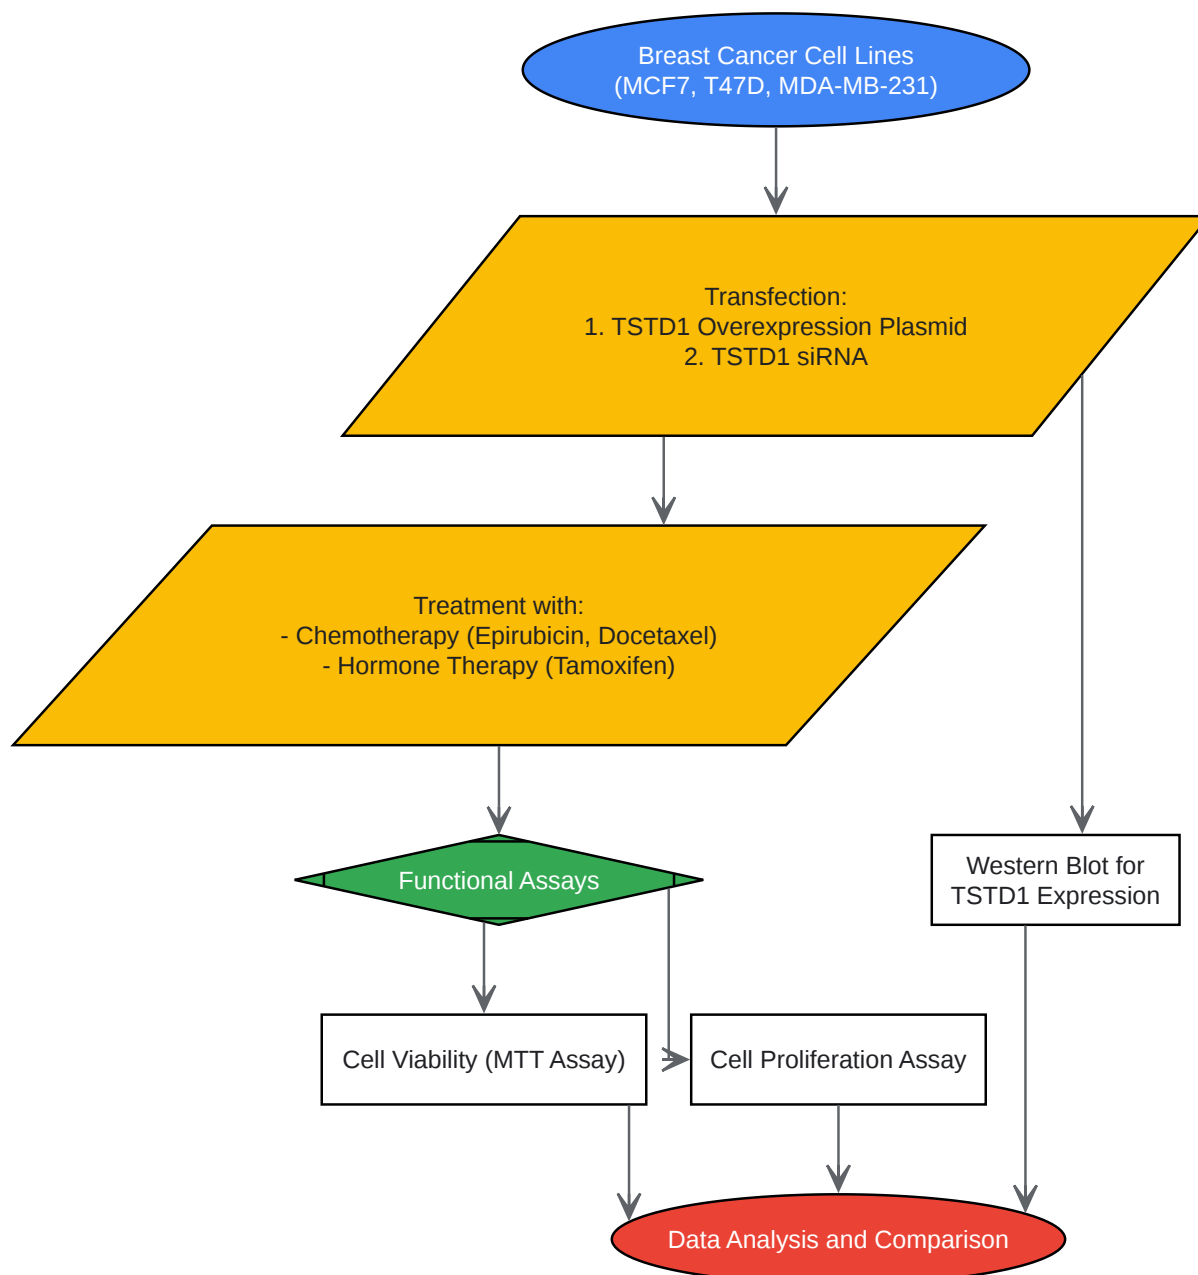 Breast Cancer Cell Lines
(MCF7, T47D, MDA-MB-231)
Transfection:
1. TSTD1 Overexpression Plasmid
2. TSTD1 siRNA
Treatment with:
- Chemotherapy (Epirubicin, Docetaxel)
- Hormone Therapy (Tamoxifen)
Functional Assays
Western Blot for
TSTD1 Expression
Cell Viability (MTT Assay)
Cell Proliferation Assay
Data Analysis and Comparison